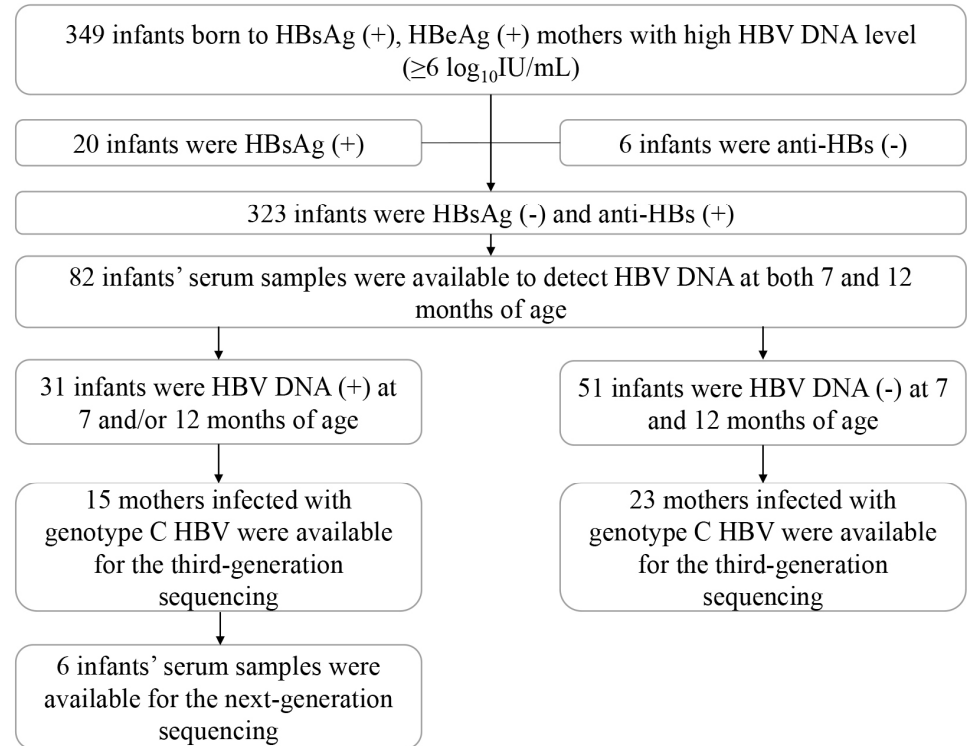 349 infants born to HBsAg (+), HBeAg (+) mothers with high HBV DNA level
(≥6 log₁₀IU/mL)
20 infants were HBsAg (+)
6 infants were anti-HBs (-)
323 infants were HBsAg (-) and anti-HBs (+)
82 infants’ serum samples were available to detect HBV DNA at both 7 and 12
months of age
31 infants were HBV DNA (+) at
7 and/or 12 months of age
51 infants were HBV DNA (-) at 7
and 12 months of age
15 mothers infected with
genotype C HBV were available
for the third-generation
sequencing
23 mothers infected with
genotype C HBV were available
for the third-generation
sequencing
6 infants’ serum samples were
available for the next-generation
sequencing